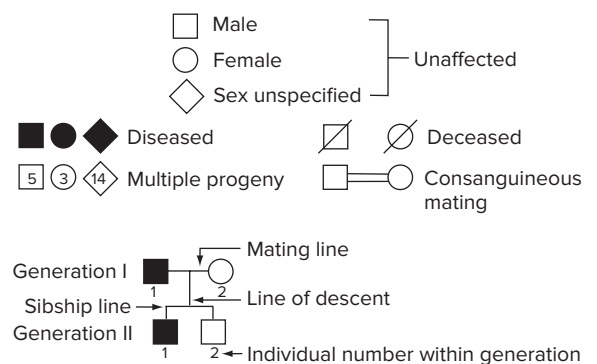 Male
Female
Unaffected
Sex unspecified
Diseased
Deceased
5 3 14 Multiple progeny
Consanguineous
mating
Mating line
Generation I
1 2
Sibship line
Line of descent
Generation II
1 2
Individual number within generation